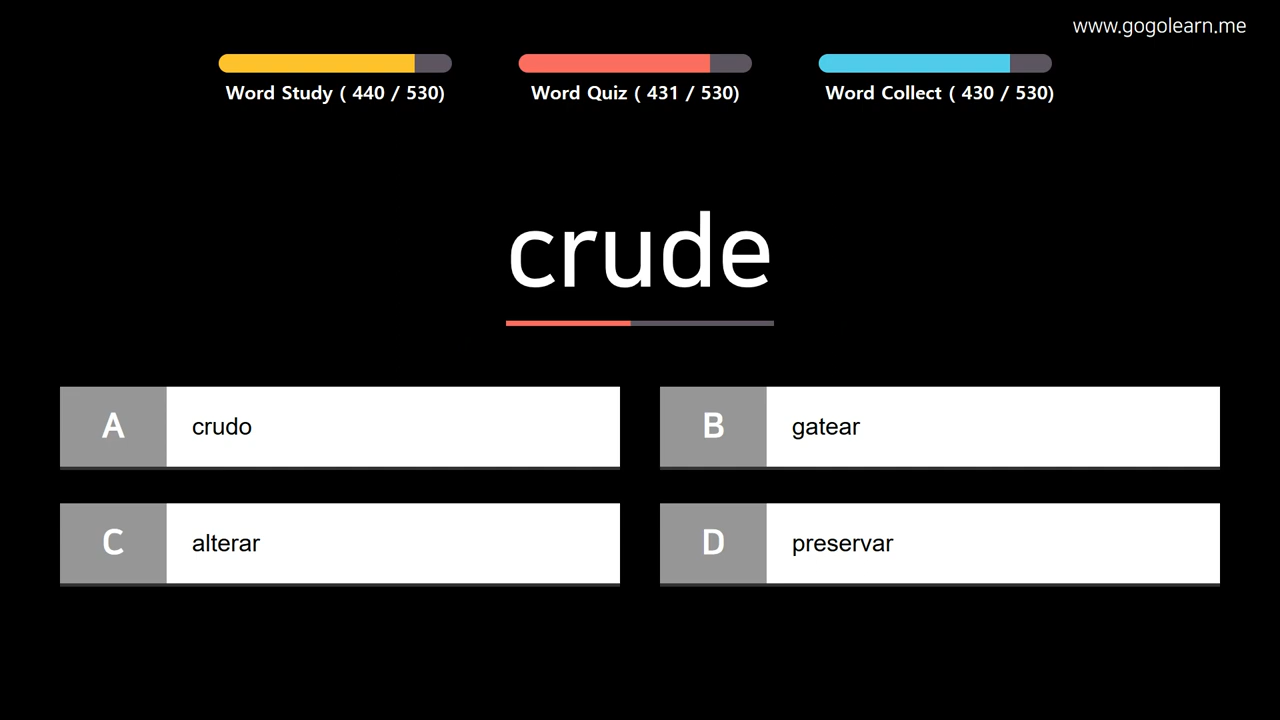 www.gogolearn.me
Word Study ( 440 / 530)
Word Quiz ( 431 / 530)
Word Collect ( 430 / 530)
crude
A crudo
B gatear
C alterar
D preservar